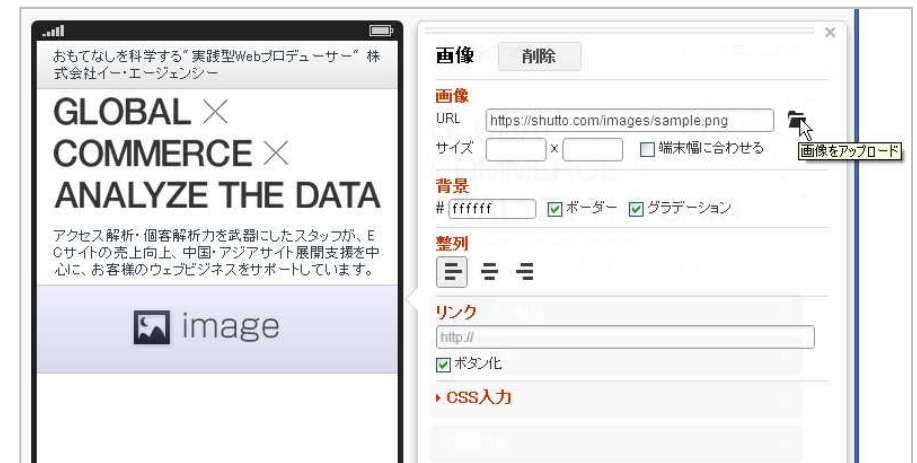 おもてなしを科学する"実践型Webプロデューサー" 株
式会社イー・エージェンシー
GLOBAL ×
COMMERCE ×
ANALYZE THE DATA
アクセス解析・個客解析力を武器にしたスタッフが、E
Cサイトの売上向上、中国・アジアサイト展開支援を中
心に、お客様のウェブビジネスをサポートしています。
image
画像 削除
画像
URL https://shutto.com/images/sample.png
画像をアップロード
サイズ x 端末幅に合わせる
背景
# ffffff ボーダー グラデーション
整列
リンク
http://
ボタン化
CSS入力